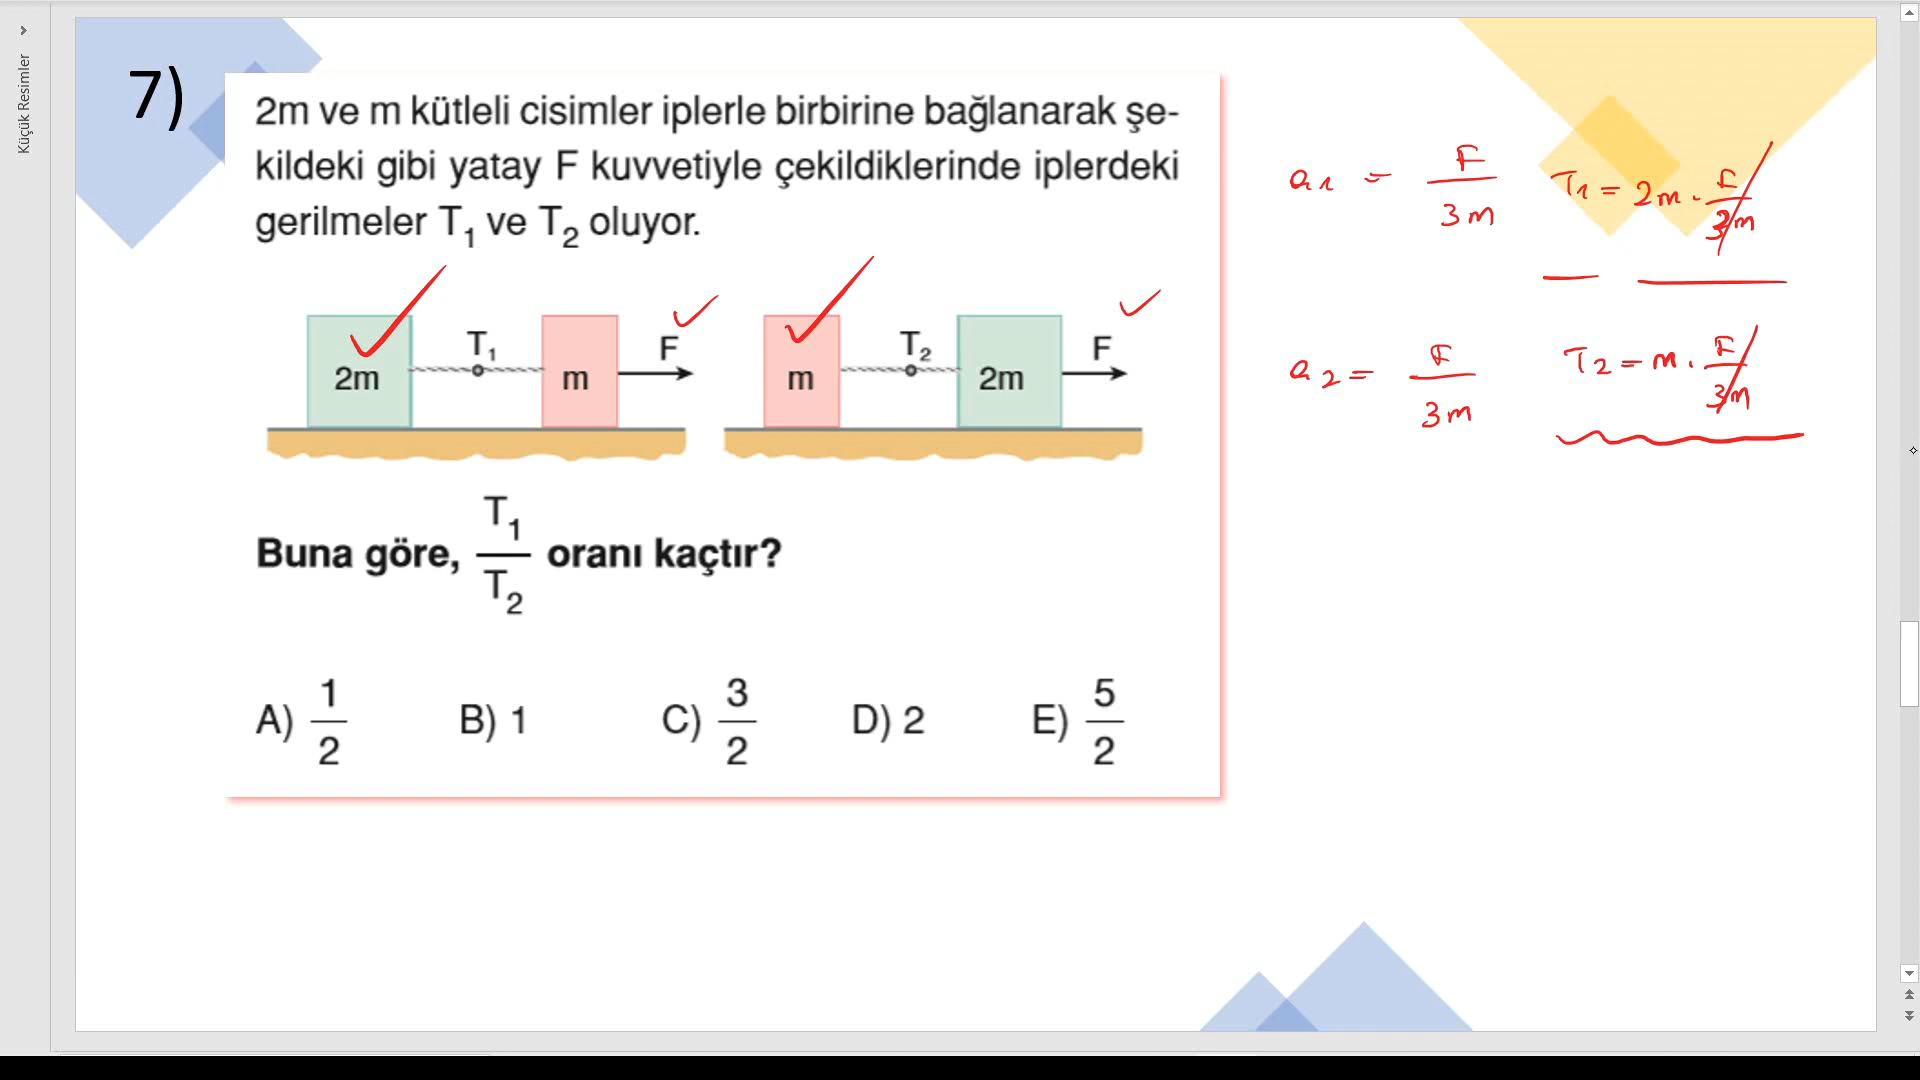 Küçük Resimler
7)
2m ve m kütleli cisimler iplerle birbirine bağlanarak şe-
kildeki gibi yatay F kuvvetiyle çekildiklerinde iplerdeki
gerilmeler T₁ ve T₂ oluyor.
2m T₁ m F
m T₂ 2m F
Buna göre, T₁/T₂ oranı kaçtır?
A) 1/2 B) 1 C) 3/2 D) 2 E) 5/2
a₁ = F/3m T₁ = 2m · F/3m
a₂ = F/3m T₂ = m · F/3m